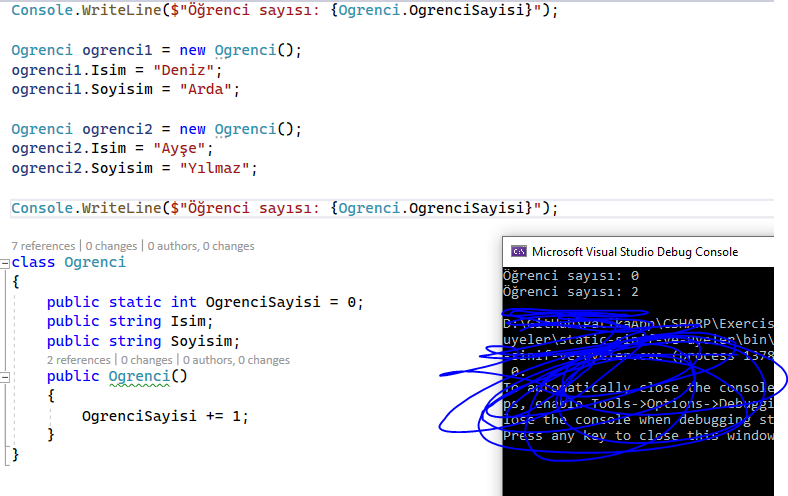 Console.WriteLine($"Öğrenci sayısı: {Ogrenci.OgrenciSayisi}");
Ogrenci ogrenci1 = new Ogrenci();
ogrenci1.Isim = "Deniz";
ogrenci1.Soyisim = "Arda";
Ogrenci ogrenci2 = new Ogrenci();
ogrenci2.Isim = "Ayşe";
ogrenci2.Soyisim = "Yılmaz";
Console.WriteLine($"Öğrenci sayısı: {Ogrenci.OgrenciSayisi}");
7 references | 0 changes | 0 authors, 0 changes
class Ogrenci
{
public static int OgrenciSayisi = 0;
public string Isim;
public string Soyisim;
2 references | 0 changes | 0 authors, 0 changes
public Ogrenci()
{
OgrenciSayisi += 1;
}
}
Microsoft Visual Studio Debug Console
Öğrenci sayısı: 0
Öğrenci sayısı: 2
uyeler\static-sinif-ve-uyeler\bin\
(process 1378
0.
To automatically close the console
ps, enable Tools->Options->Debuggi
lose the console when debugging st
Press any key to close this window